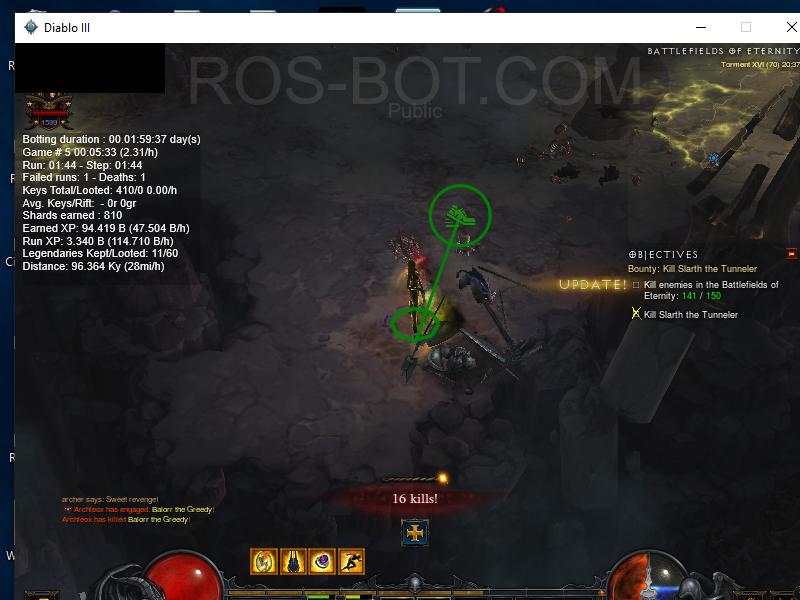 Diablo III
BATTLEFIELDS OF ETERNITY
Torment XVI (70) 20:37
ROS-BOT.COM
Public
1599
Botting duration : 00.01:59:37 day(s)
Game # 5 00:05:33 (2.31/h)
Run: 01:44 - Step: 01:44
Failed runs: 1 - Deaths: 1
Keys Total/Looted: 410/0 0.00/h
Avg. Keys/Rift: - 0r 0gr
Shards earned : 810
Earned XP: 94.419 B (47.504 B/h)
Run XP: 3.340 B (114.710 B/h)
Legendaries Kept/Looted: 11/60
Distance: 96.364 Ky (28mi/h)
OBJECTIVES
Bounty: Kill Slarth the Tunneler
UPDATE!
Kill enemies in the Battlefields of
Eternity: 141 / 150
Kill Slarth the Tunneler
16 kills!
archer says: Sweet revenge!
Archleox has engaged: Balorr the Greedy!
Archleox has killed Balorr the Greedy!